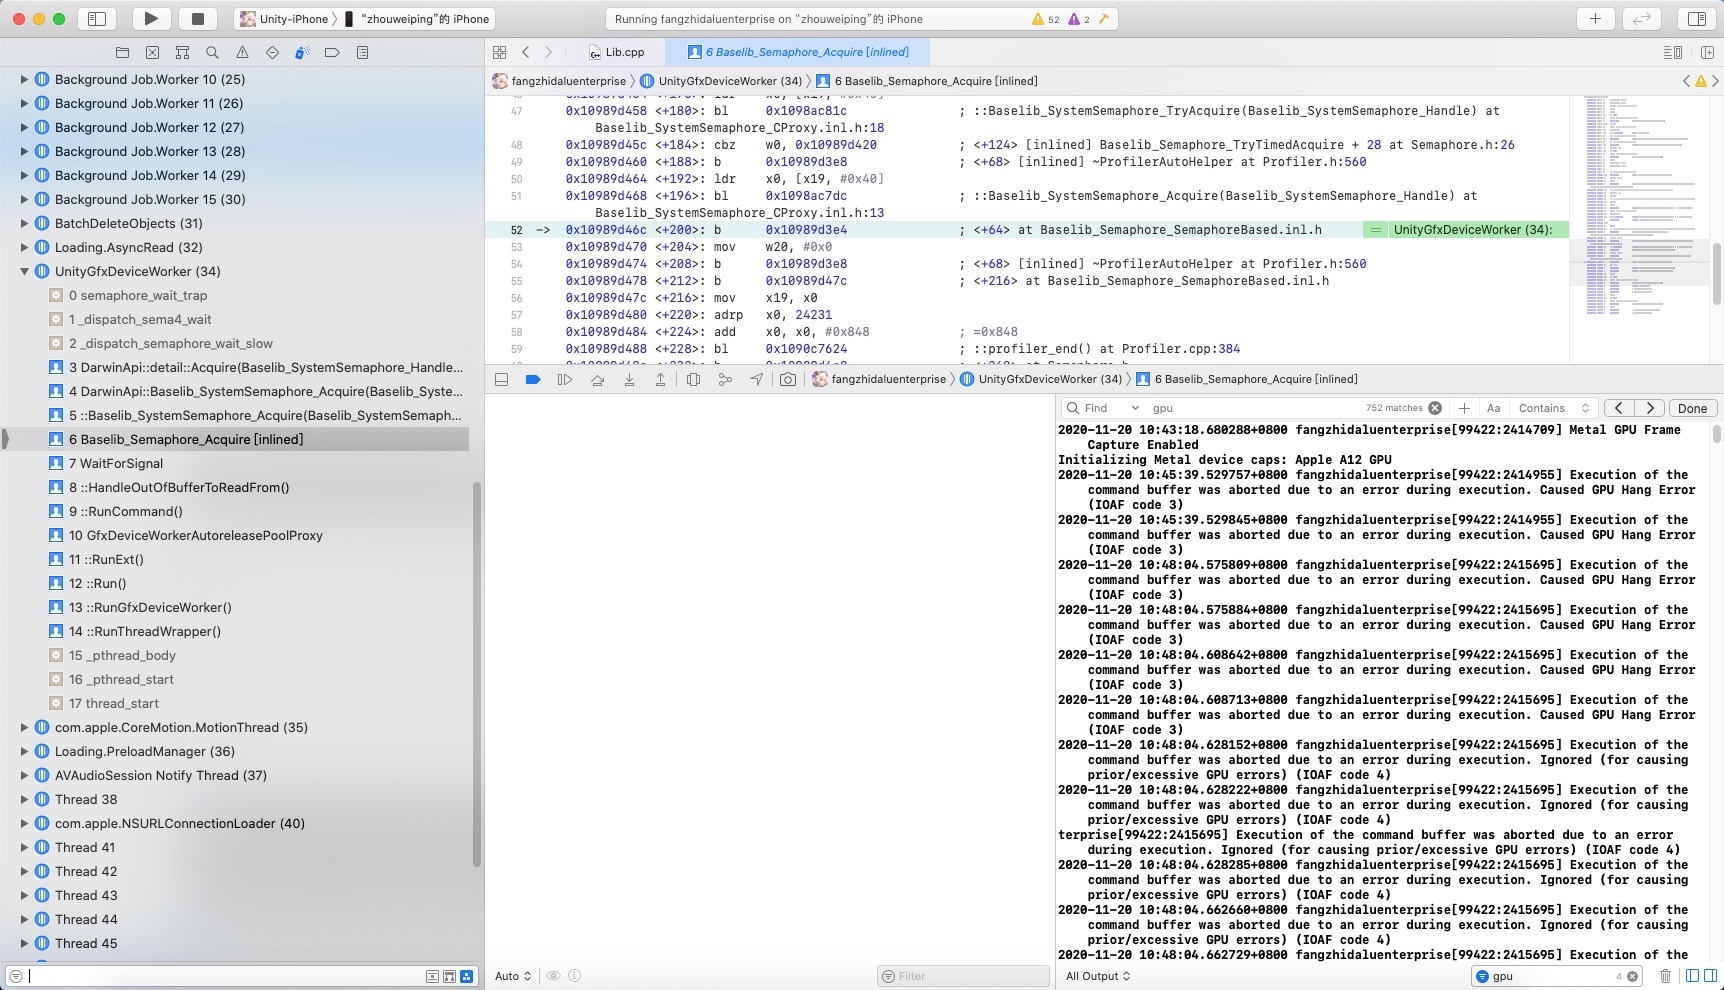 Unity-iPhone 〉 “zhouweiping”的 iPhone
Running fangzhidaluenterprise on “zhouweiping”的 iPhone
52 2
Lib.cpp
6 Baselib_Semaphore_Acquire [inlined]
fangzhidaluenterprise 〉 UnityGfxDeviceWorker (34) 〉 6 Baselib_Semaphore_Acquire [inlined]
Background Job.Worker 10 (25)
Background Job.Worker 11 (26)
Background Job.Worker 12 (27)
Background Job.Worker 13 (28)
Background Job.Worker 14 (29)
Background Job.Worker 15 (30)
BatchDeleteObjects (31)
Loading.AsyncRead (32)
UnityGfxDeviceWorker (34)
0 semaphore_wait_trap
1 _dispatch_sema4_wait
2 _dispatch_semaphore_wait_slow
3 DarwinApi::detail::Acquire(Baselib_SystemSemaphore_Handle...
4 DarwinApi::Baselib_SystemSemaphore_Acquire(Baselib_Syste...
5 ::Baselib_SystemSemaphore_Acquire(Baselib_SystemSemaph...
6 Baselib_Semaphore_Acquire [inlined]
7 WaitForSignal
8 ::HandleOutOfBufferToReadFrom()
9 ::RunCommand()
10 GfxDeviceWorkerAutoreleasePoolProxy
11 ::RunExt()
12 ::Run()
13 ::RunGfxDeviceWorker()
14 ::RunThreadWrapper()
15 _pthread_body
16 _pthread_start
17 thread_start
com.apple.CoreMotion.MotionThread (35)
Loading.PreloadManager (36)
AVAudioSession Notify Thread (37)
Thread 38
com.apple.NSURLConnectionLoader (40)
Thread 41
Thread 42
Thread 43
Thread 44
Thread 45
47 0x10989d458 <+180>: bl 0x1098ac81c ; ::Baselib_SystemSemaphore_TryAcquire(Baselib_SystemSemaphore_Handle) at
Baselib_SystemSemaphore_CProxy.inl.h:18
48 0x10989d45c <+184>: cbz w0, 0x10989d420 ; <+124> [inlined] Baselib_Semaphore_TryTimedAcquire + 28 at Semaphore.h:26
49 0x10989d460 <+188>: b 0x10989d3e8 ; <+68> [inlined] ~ProfilerAutoHelper at Profiler.h:560
50 0x10989d464 <+192>: ldr x0, [x19, #0x40]
51 0x10989d468 <+196>: bl 0x1098ac7dc ; ::Baselib_SystemSemaphore_Acquire(Baselib_SystemSemaphore_Handle) at
Baselib_SystemSemaphore_CProxy.inl.h:13
52 -> 0x10989d46c <+200>: b 0x10989d3e4 ; <+64> at Baselib_Semaphore_SemaphoreBased.inl.h = UnityGfxDeviceWorker (34):
53 0x10989d470 <+204>: mov w20, #0x0
54 0x10989d474 <+208>: b 0x10989d3e8 ; <+68> [inlined] ~ProfilerAutoHelper at Profiler.h:560
55 0x10989d478 <+212>: b 0x10989d47c ; <+216> at Baselib_Semaphore_SemaphoreBased.inl.h
56 0x10989d47c <+216>: mov x19, x0
57 0x10989d480 <+220>: adrp x0, 24231
58 0x10989d484 <+224>: add x0, x0, #0x848 ; =0x848
59 0x10989d488 <+228>: bl 0x1090c7624 ; ::profiler_end() at Profiler.cpp:384
fangzhidaluenterprise 〉 UnityGfxDeviceWorker (34) 〉 6 Baselib_Semaphore_Acquire [inlined]
Find gpu 752 matches Aa Contains Done
2020-11-20 10:43:18.680288+0800 fangzhidaluenterprise[99422:2414709] Metal GPU Frame
Capture Enabled
Initializing Metal device caps: Apple A12 GPU
2020-11-20 10:45:39.529757+0800 fangzhidaluenterprise[99422:2414955] Execution of the
command buffer was aborted due to an error during execution. Caused GPU Hang Error
(IOAF code 3)
2020-11-20 10:45:39.529845+0800 fangzhidaluenterprise[99422:2414955] Execution of the
command buffer was aborted due to an error during execution. Caused GPU Hang Error
(IOAF code 3)
2020-11-20 10:48:04.575809+0800 fangzhidaluenterprise[99422:2415695] Execution of the
command buffer was aborted due to an error during execution. Caused GPU Hang Error
(IOAF code 3)
2020-11-20 10:48:04.575884+0800 fangzhidaluenterprise[99422:2415695] Execution of the
command buffer was aborted due to an error during execution. Caused GPU Hang Error
(IOAF code 3)
2020-11-20 10:48:04.608642+0800 fangzhidaluenterprise[99422:2415695] Execution of the
command buffer was aborted due to an error during execution. Caused GPU Hang Error
(IOAF code 3)
2020-11-20 10:48:04.608713+0800 fangzhidaluenterprise[99422:2415695] Execution of the
command buffer was aborted due to an error during execution. Caused GPU Hang Error
(IOAF code 3)
2020-11-20 10:48:04.628152+0800 fangzhidaluenterprise[99422:2415695] Execution of the
command buffer was aborted due to an error during execution. Ignored (for causing
prior/excessive GPU errors) (IOAF code 4)
2020-11-20 10:48:04.628222+0800 fangzhidaluenterprise[99422:2415695] Execution of the
command buffer was aborted due to an error during execution. Ignored (for causing
prior/excessive GPU errors) (IOAF code 4)
terprise[99422:2415695] Execution of the command buffer was aborted due to an error
during execution. Ignored (for causing prior/excessive GPU errors) (IOAF code 4)
2020-11-20 10:48:04.628285+0800 fangzhidaluenterprise[99422:2415695] Execution of the
command buffer was aborted due to an error during execution. Ignored (for causing
prior/excessive GPU errors) (IOAF code 4)
2020-11-20 10:48:04.662660+0800 fangzhidaluenterprise[99422:2415695] Execution of the
command buffer was aborted due to an error during execution. Ignored (for causing
prior/excessive GPU errors) (IOAF code 4)
2020-11-20 10:48:04.662729+0800 fangzhidaluenterprise[99422:2415695] Execution of the
Auto Filter All Output gpu 4